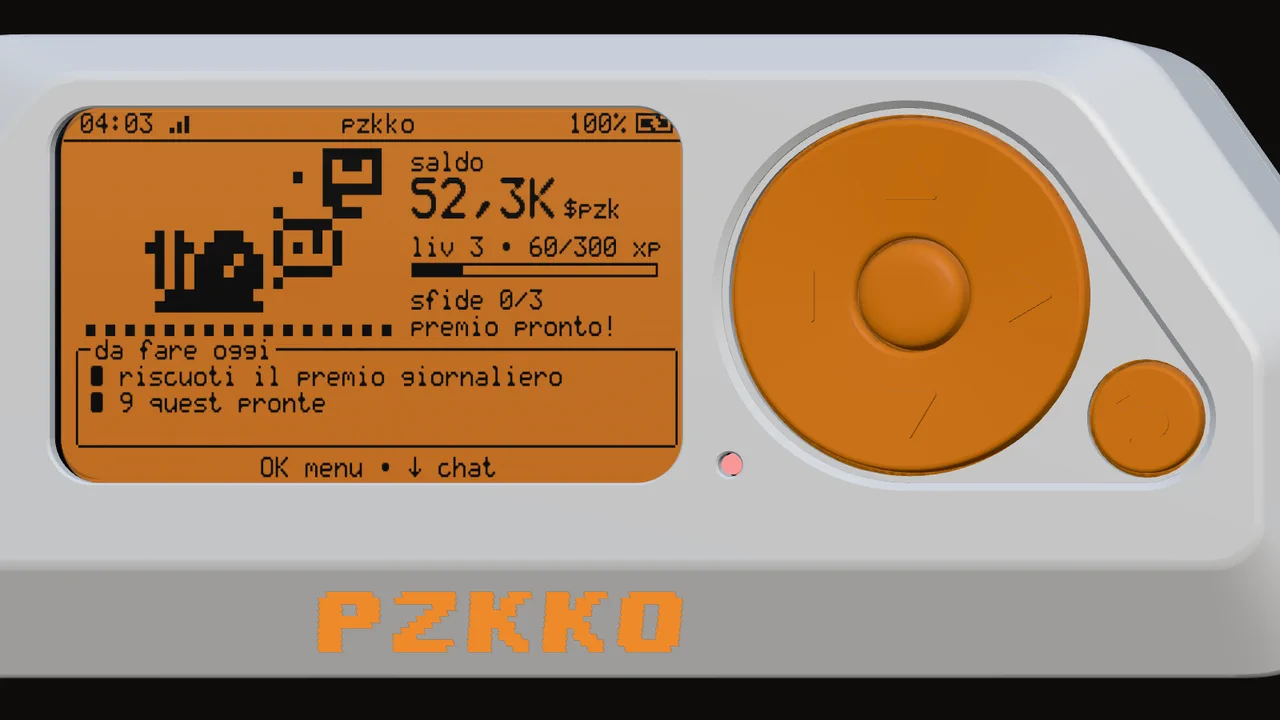 04:03 pzkko 100%
saldo
52,3K $pzk
liv 3 • 60/300 xp
sfide 0/3
premio pronto!
da fare oggi
riscuoti il premio giornaliero
9 quest pronte
OK menu • ↓ chat
PZKKO